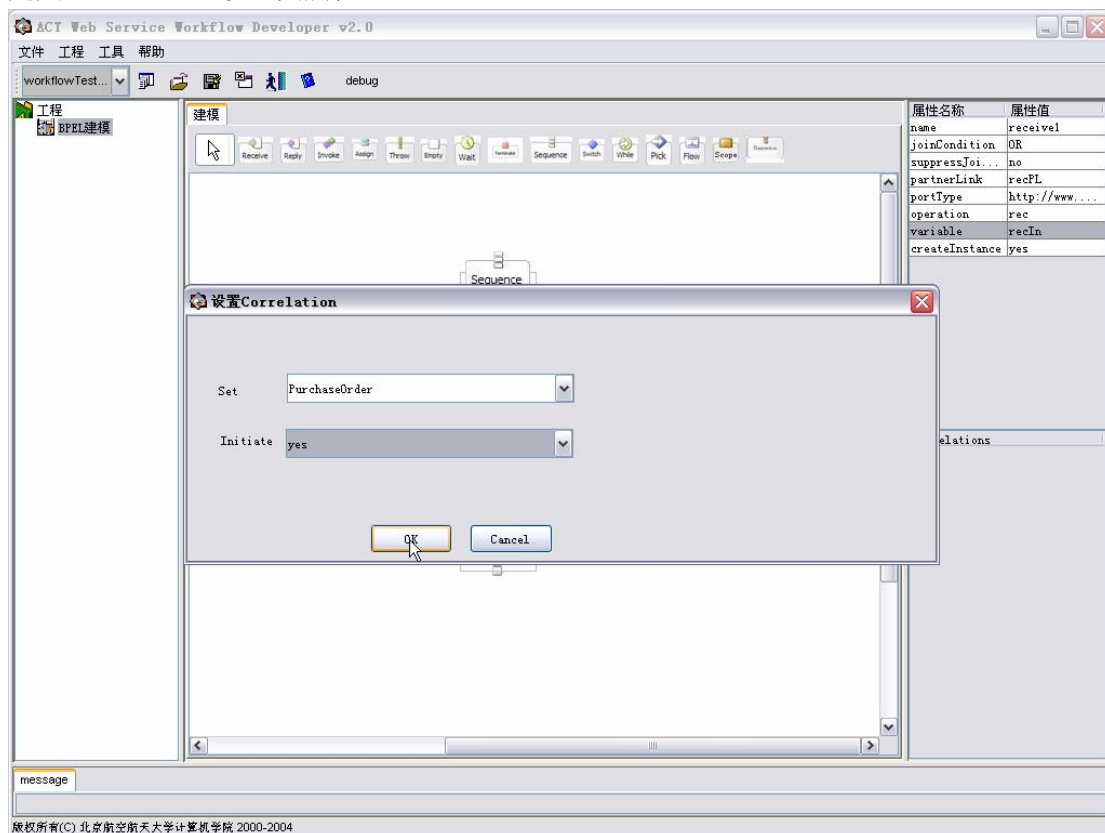 ACT Web Service Workflow Developer v2.0
文件 工程 工具 帮助
workflowTest... debug
工程
BPEL建模
建模
Receive Reply Invoke Assign Throw Empty Wait Terminate Sequence Switch While Pick Flow Scope
属性名称 属性值
name receive1
joinCondition OR
suppressJoi... no
partnerLink recPL
portType http://www....
operation rec
variable recIn
createInstance yes
Sequence
设置Correlation
Set PurchaseOrder
Initiate yes
OK Cancel
elations
message
版权所有(C) 北京航空航天大学计算机学院 2000-2004